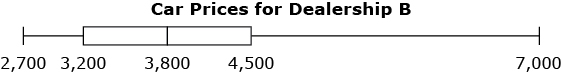 Car Prices for Dealership B
2,700 3,200 3,800 4,500 7,000